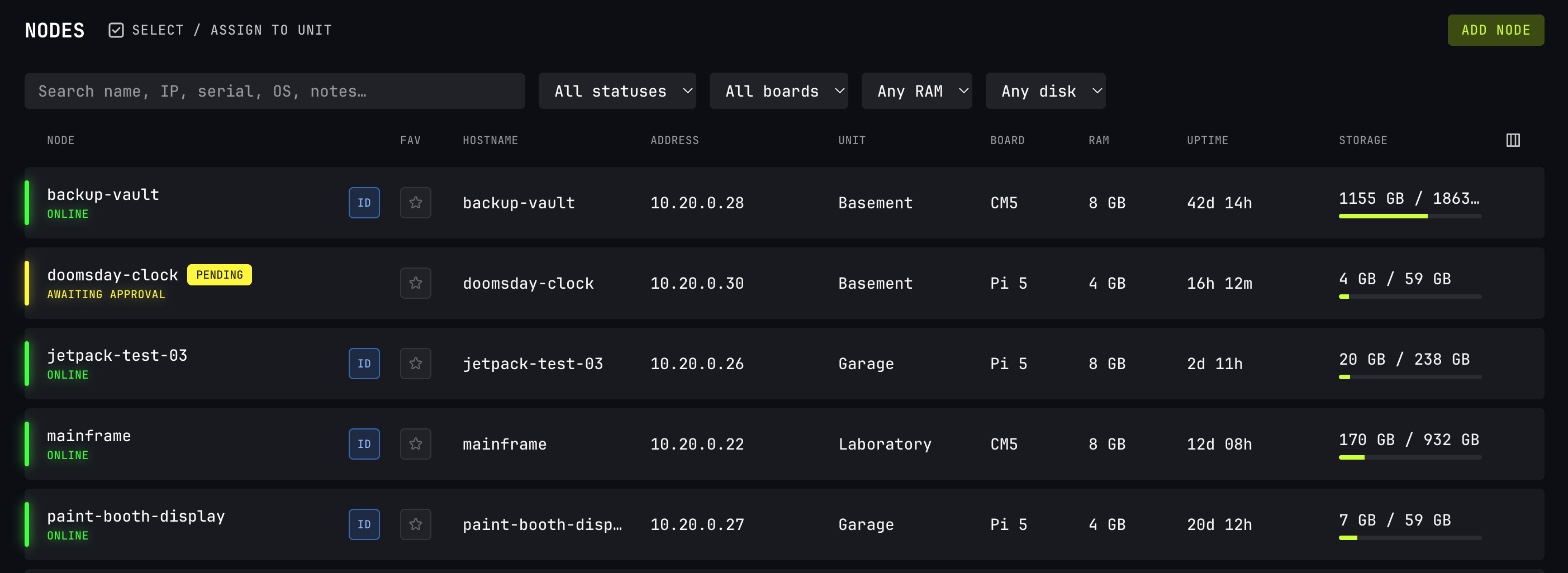 NODES SELECT / ASSIGN TO UNIT ADD NODE
Search name, IP, serial, OS, notes… All statuses All boards Any RAM Any disk
NODE FAV HOSTNAME ADDRESS UNIT BOARD RAM UPTIME STORAGE
backup-vault
ONLINE
ID backup-vault 10.20.0.28 Basement CM5 8 GB 42d 14h 1155 GB / 1863…
doomsday-clock PENDING
AWAITING APPROVAL
doomsday-clock 10.20.0.30 Basement Pi 5 4 GB 16h 12m 4 GB / 59 GB
jetpack-test-03
ONLINE
ID jetpack-test-03 10.20.0.26 Garage Pi 5 8 GB 2d 11h 20 GB / 238 GB
mainframe
ONLINE
ID mainframe 10.20.0.22 Laboratory CM5 8 GB 12d 08h 170 GB / 932 GB
paint-booth-display
ONLINE
ID paint-booth-disp… 10.20.0.27 Garage Pi 5 4 GB 20d 12h 7 GB / 59 GB